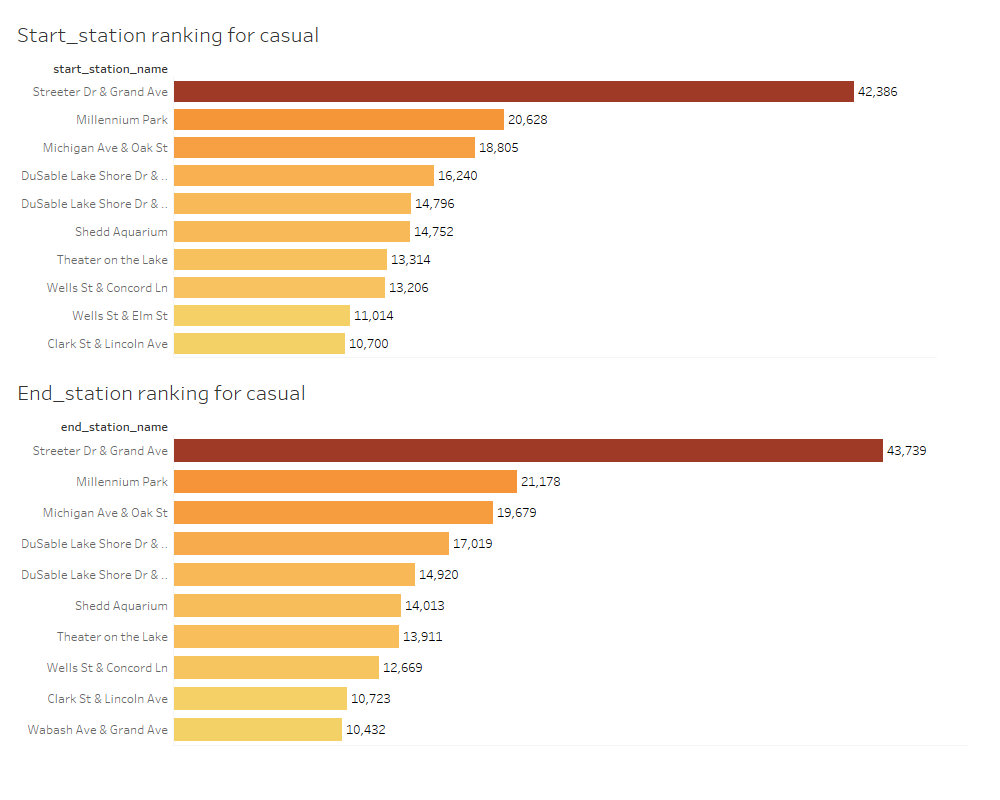 Start_station ranking for casual
start_station_name
Streeter Dr & Grand Ave 42,386
Millennium Park 20,628
Michigan Ave & Oak St 18,805
DuSable Lake Shore Dr & .. 16,240
DuSable Lake Shore Dr & .. 14,796
Shedd Aquarium 14,752
Theater on the Lake 13,314
Wells St & Concord Ln 13,206
Wells St & Elm St 11,014
Clark St & Lincoln Ave 10,700
End_station ranking for casual
end_station_name
Streeter Dr & Grand Ave 43,739
Millennium Park 21,178
Michigan Ave & Oak St 19,679
DuSable Lake Shore Dr & .. 17,019
DuSable Lake Shore Dr & .. 14,920
Shedd Aquarium 14,013
Theater on the Lake 13,911
Wells St & Concord Ln 12,669
Clark St & Lincoln Ave 10,723
Wabash Ave & Grand Ave 10,432